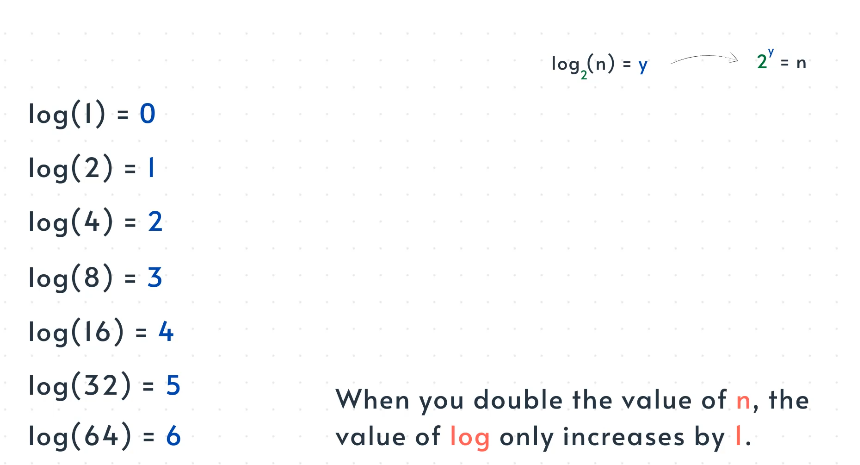 log₂(n) = y 2ʸ = n
log(1) = 0
log(2) = 1
log(4) = 2
log(8) = 3
log(16) = 4
log(32) = 5
log(64) = 6
When you double the value of n, the
value of log only increases by 1.